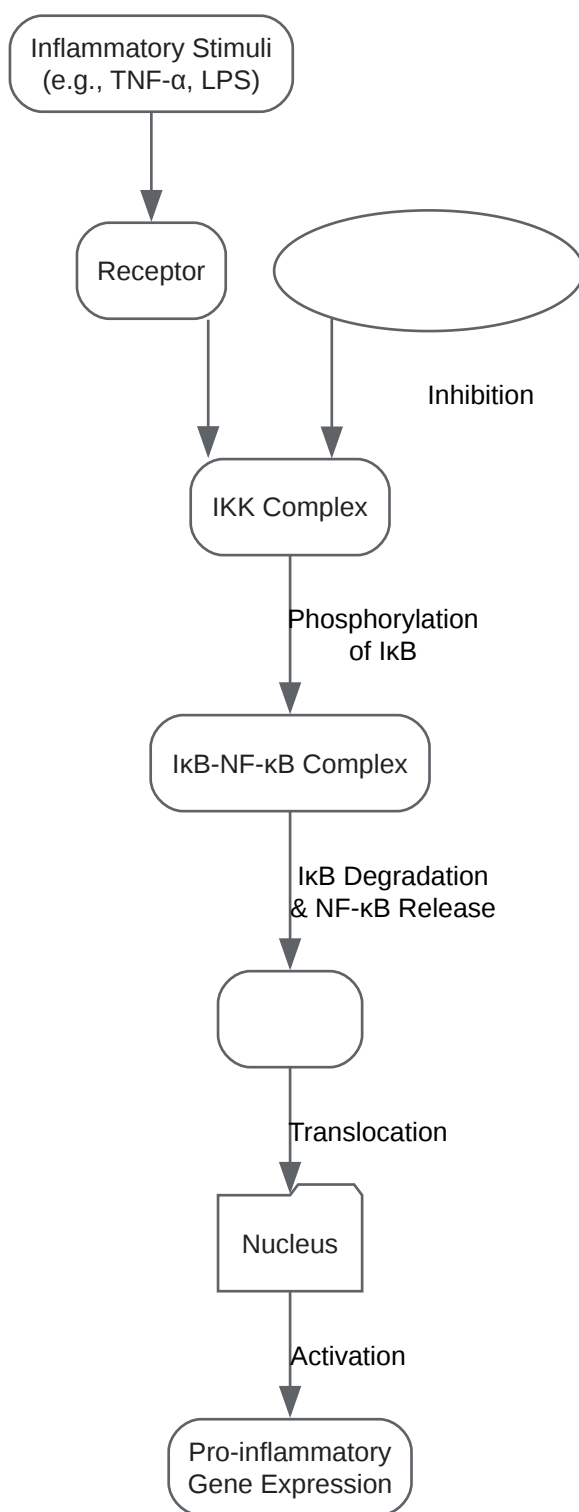 Inflammatory Stimuli
(e.g., TNF-α, LPS)
Receptor
Inhibition
IKK Complex
Phosphorylation
of IκB
IκB-NF-κB Complex
IκB Degradation
& NF-κB Release
Translocation
Nucleus
Activation
Pro-inflammatory
Gene Expression